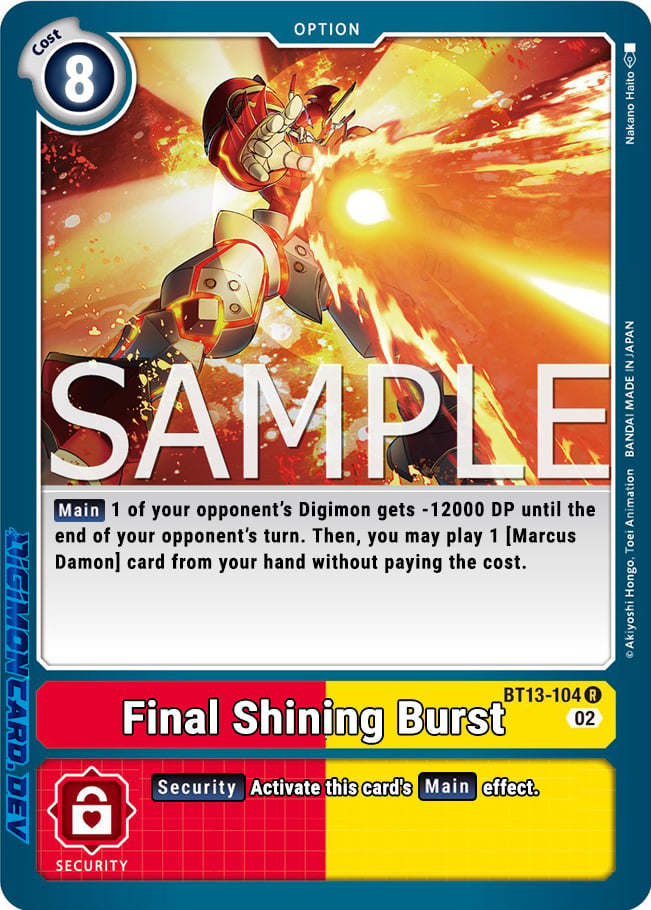 OPTION
Cost
8
Nakano Haito
SAMPLE
© Akiyoshi Hongo, Toei Animation BANDAI MADE IN JAPAN
Main 1 of your opponent's Digimon gets -12000 DP until the
end of your opponent's turn. Then, you may play 1 [Marcus
Damon] card from your hand without paying the cost.
DIGIMONCARD.DEV
BT13-104 R
Final Shining Burst
02
Security Activate this card's Main effect.
SECURITY